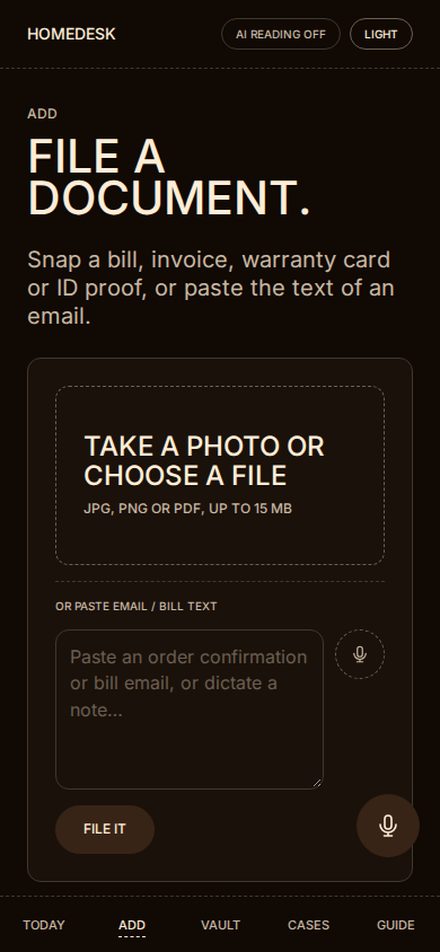 HOMEDESK
AI READING OFF
LIGHT
ADD
FILE A
DOCUMENT.
Snap a bill, invoice, warranty card
or ID proof, or paste the text of an
email.
TAKE A PHOTO OR
CHOOSE A FILE
JPG, PNG OR PDF, UP TO 15 MB
OR PASTE EMAIL / BILL TEXT
Paste an order confirmation
or bill email, or dictate a
note…
FILE IT
TODAY
ADD
VAULT
CASES
GUIDE